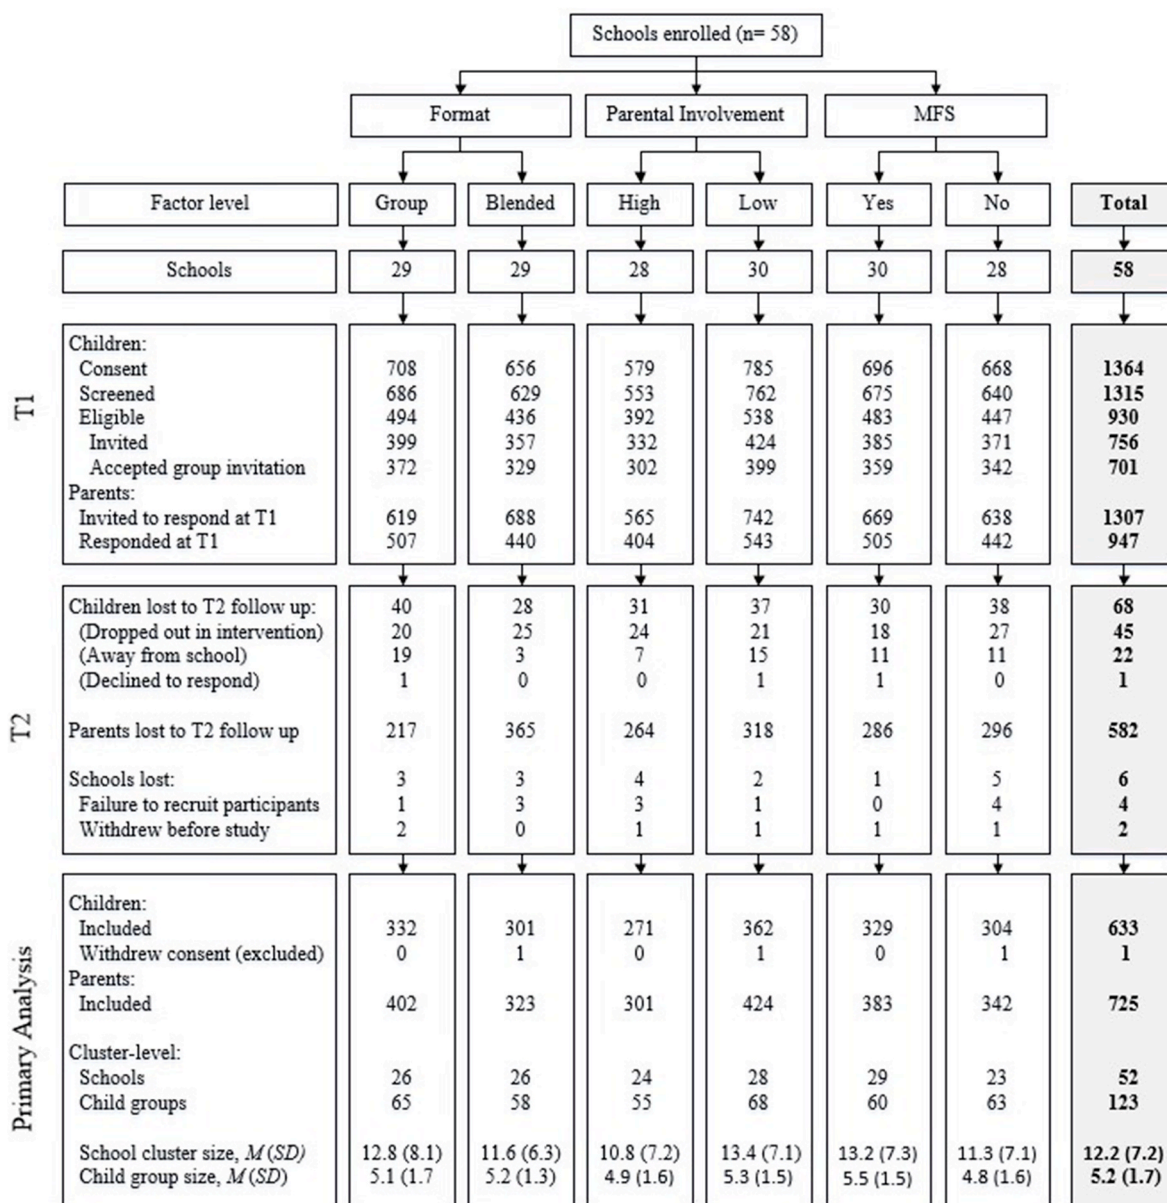 Schools enrolled (n= 58)
Format Parental Involvement MFS
Factor level Group Blended High Low Yes No Total
Schools 29 29 28 30 30 28 58
T1
Children:
Consent 708 656 579 785 696 668 1364
Screened 686 629 553 762 675 640 1315
Eligible 494 436 392 538 483 447 930
Invited 399 357 332 424 385 371 756
Accepted group invitation 372 329 302 399 359 342 701
Parents:
Invited to respond at T1 619 688 565 742 669 638 1307
Responded at T1 507 440 404 543 505 442 947
T2
Children lost to T2 follow up: 40 28 31 37 30 38 68
(Dropped out in intervention) 20 25 24 21 18 27 45
(Away from school) 19 3 7 15 11 11 22
(Declined to respond) 1 0 0 1 1 0 1
Parents lost to T2 follow up 217 365 264 318 286 296 582
Schools lost: 3 3 4 2 1 5 6
Failure to recruit participants 1 3 3 1 0 4 4
Withdrew before study 2 0 1 1 1 1 2
Primary Analysis
Children:
Included 332 301 271 362 329 304 633
Withdrew consent (excluded) 0 1 0 1 0 1 1
Parents:
Included 402 323 301 424 383 342 725
Cluster-level:
Schools 26 26 24 28 29 23 52
Child groups 65 58 55 68 60 63 123
School cluster size, M (SD) 12.8 (8.1) 11.6 (6.3) 10.8 (7.2) 13.4 (7.1) 13.2 (7.3) 11.3 (7.1) 12.2 (7.2)
Child group size, M (SD) 5.1 (1.7 5.2 (1.3) 4.9 (1.6) 5.3 (1.5) 5.5 (1.5) 4.8 (1.6) 5.2 (1.7)